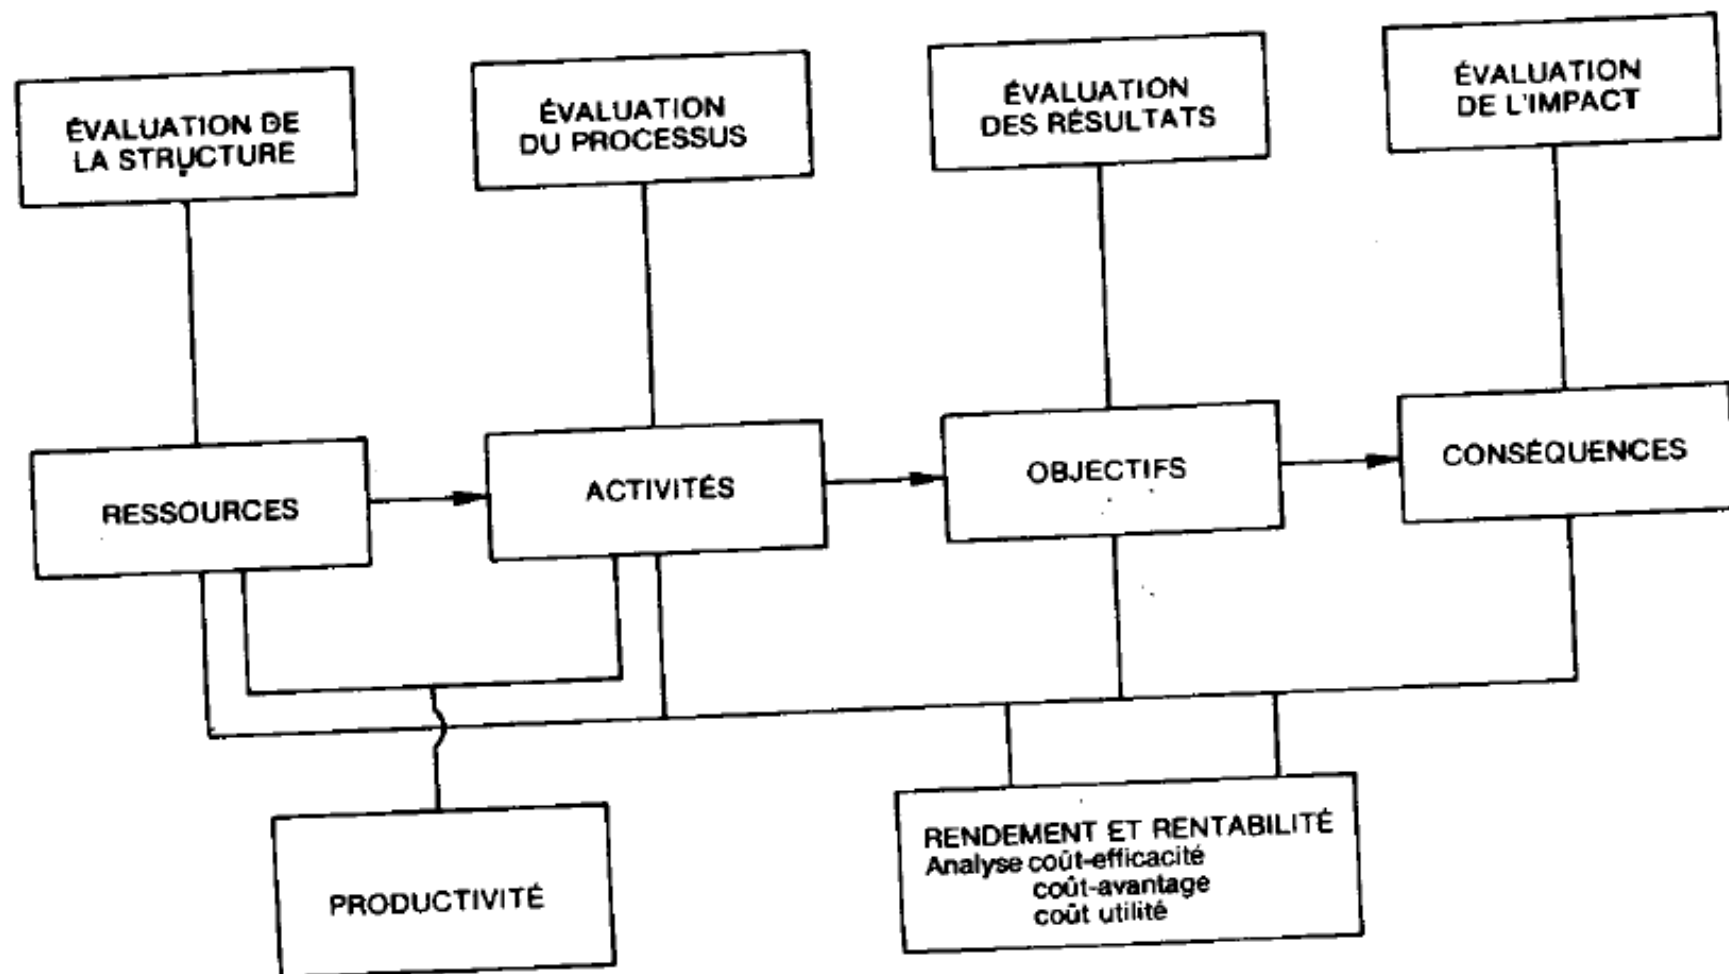 ÉVALUATION DE
LA STRUCTURE
ÉVALUATION
DU PROCESSUS
ÉVALUATION
DES RÉSULTATS
ÉVALUATION
DE L'IMPACT
RESSOURCES
ACTIVITÉS
OBJECTIFS
CONSÉQUENCES
PRODUCTIVITÉ
RENDEMENT ET RENTABILITÉ
Analyse coût-efficacité
coût-avantage
coût utilité